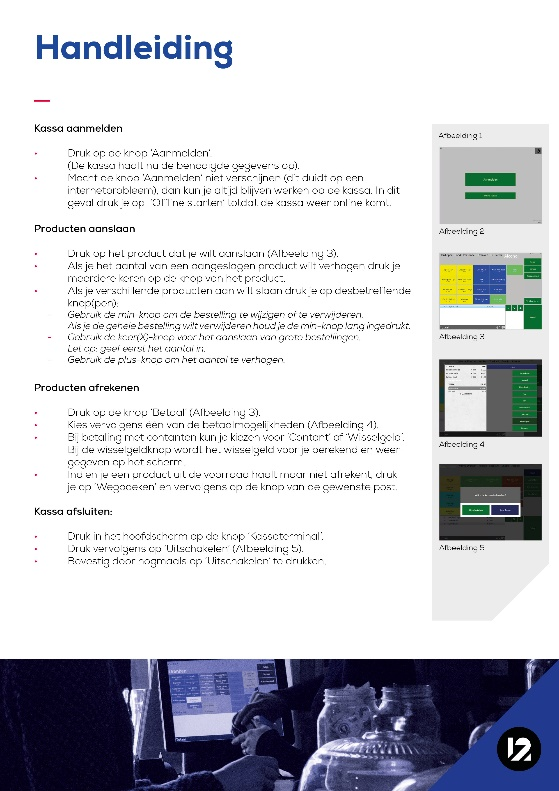 Handleiding
Kassa aanmelden
• Druk op de knop 'Aanmelden'.
(De kassa haalt nu de benodigde gegevens op).
• Mocht de knop 'Aanmelden' niet verschijnen (dit duidt op een
internetprobleem), dan kun je altijd blijven werken op de kassa. In dit
geval druk je op 'Offline starten' totdat de kassa weer online komt.
Producten aanslaan
• Druk op het product dat je wilt aanslaan (Afbeelding 3).
• Als je het aantal van een aangeslagen product wilt verhogen druk je
meerdere keren op de knop van het product.
• Als je verschillende producten aan wilt slaan druk je op desbetreffende
knop(pen).
- Gebruik de min-knop om de bestelling te wijzigen of te verwijderen.
Als je de gehele bestelling wilt verwijderen houd je de min-knop lang ingedrukt.
- Gebruik de keer(X)-knop voor het aanslaan van grote bestellingen.
Let op: geef eerst het aantal in.
Gebruik de plus-knop om het aantal te verhogen.
Producten afrekenen
• Druk op de knop 'Betaal' (Afbeelding 3).
• Kies vervolgens één van de betaalmogelijkheden (Afbeelding 4).
• Bij betaling met contanten kun je kiezen voor 'Contant' of 'Wisselgeld'.
Bij de wisselgeldknop wordt het wisselgeld voor je berekend en weer
gegeven op het scherm.
• Indien je een product uit de voorraad haalt maar niet afrekent, druk
je op 'Wegboeken' en vervolgens op de knop van de gewenste post.
Kassa afsluiten:
• Druk in het hoofdscherm op de knop 'Kassaterminal'.
• Druk vervolgens op 'Uitschakelen' (Afbeelding 5).
• Bevestig door nogmaals op 'Uitschakelen' te drukken.
Afbeelding 1
Afbeelding 2
Afbeelding 3
Afbeelding 4
Afbeelding 5
12